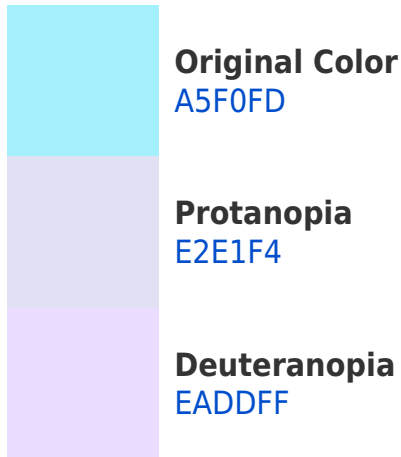 Original Color
A5F0FD
Protanopia
E2E1F4
Deuteranopia
EADDFF